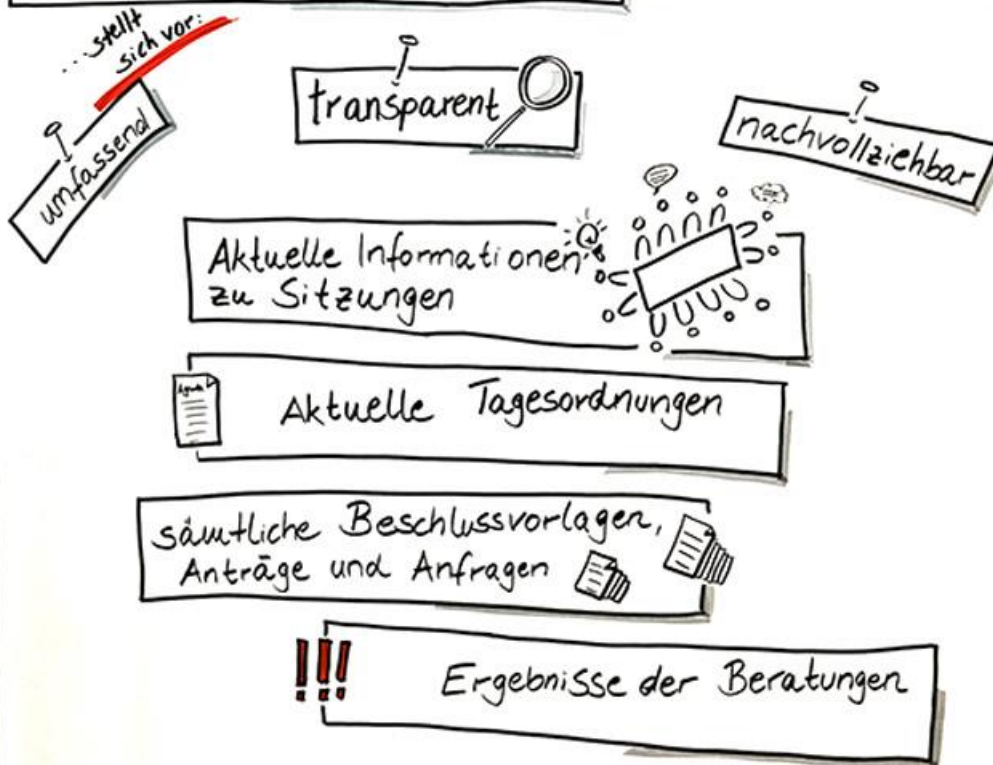 ...stellt
sich vor:
umfassend
transparent
nachvollziehbar
Aktuelle Informationen
zu Sitzungen
Agenda
Aktuelle Tagesordnungen
sämtliche Beschlussvorlagen,
Anträge und Anfragen
!!! Ergebnisse der Beratungen